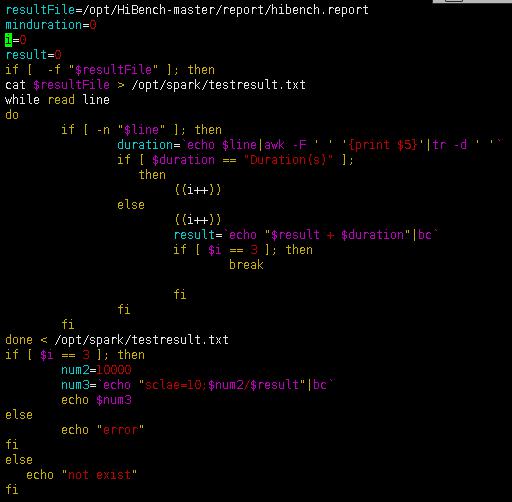 resultFile=/opt/HiBench-master/report/hibench.report
minduration=0
i=0
result=0
if [  -f "$resultFile" ]; then
cat $resultFile > /opt/spark/testresult.txt
while read line
do
        if [ -n "$line" ]; then
                duration=`echo $line|awk -F ' ' '{print $5}'|tr -d ' '`
                if [ $duration == "Duration(s)" ];
                   then
                        ((i++))
                else
                        ((i++))
                        result=`echo "$result + $duration"|bc`
                        if [ $i == 3 ]; then
                                break

                        fi
                fi
        fi
done < /opt/spark/testresult.txt
if [ $i == 3 ]; then
        num2=10000
        num3=`echo "sclae=10;$num2/$result"|bc`
        echo $num3
else
        echo "error"
fi
else
   echo "not exist"
fi